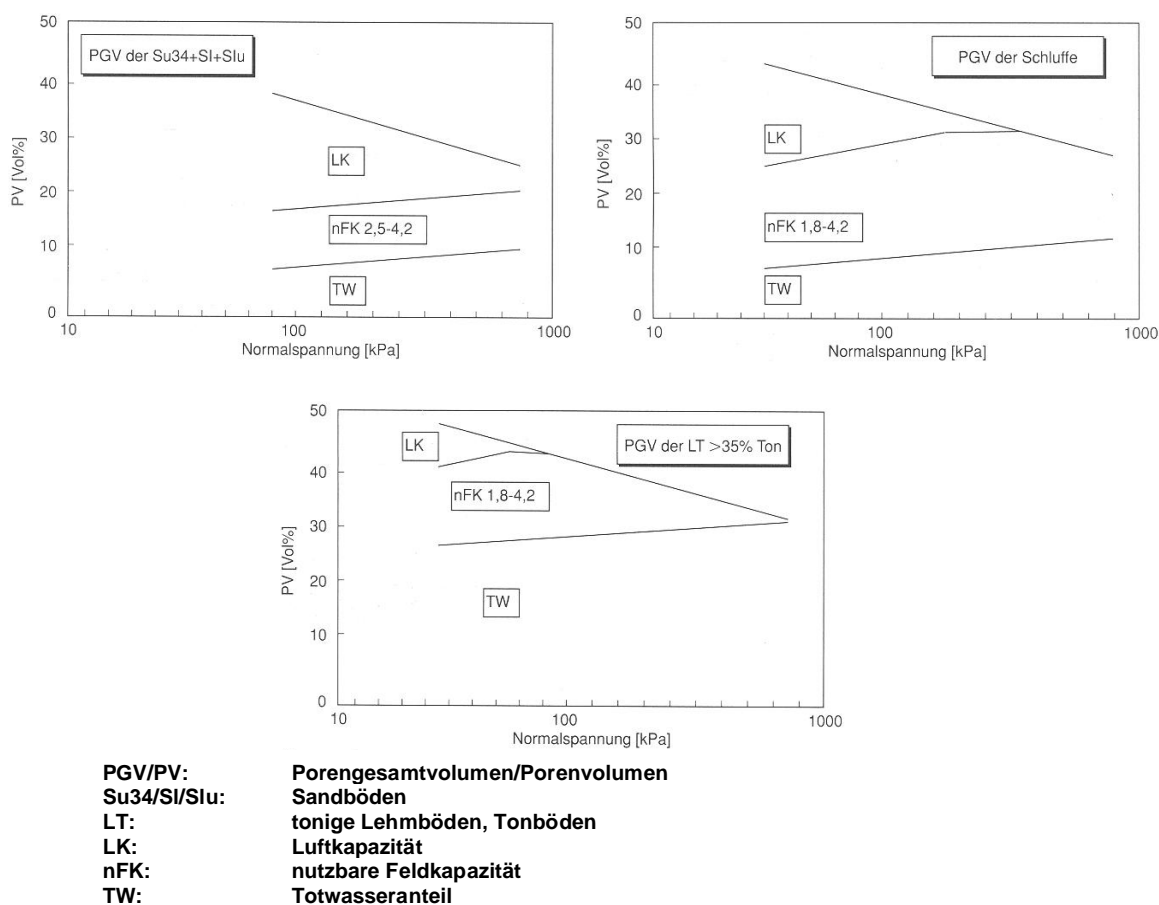 50
40
30
20
10
0
PV [Vol%]
PGV der Su34+Sl+Slu
LK
nFK 2,5-4,2
TW
10 100 1000
Normalspannung [kPa]
50
40
30
20
10
0
PV [Vol%]
PGV der Schluffe
LK
nFK 1,8-4,2
TW
10 100 1000
Normalspannung [kPa]
50
40
30
20
10
0
PV [Vol%]
PGV der LT >35% Ton
LK
nFK 1,8-4,2
TW
10 100 1000
Normalspannung [kPa]
PGV/PV: Porengesamtvolumen/Porenvolumen
Su34/Sl/Slu: Sandböden
LT: tonige Lehmböden, Tonböden
LK: Luftkapazität
nFK: nutzbare Feldkapazität
TW: Totwasseranteil